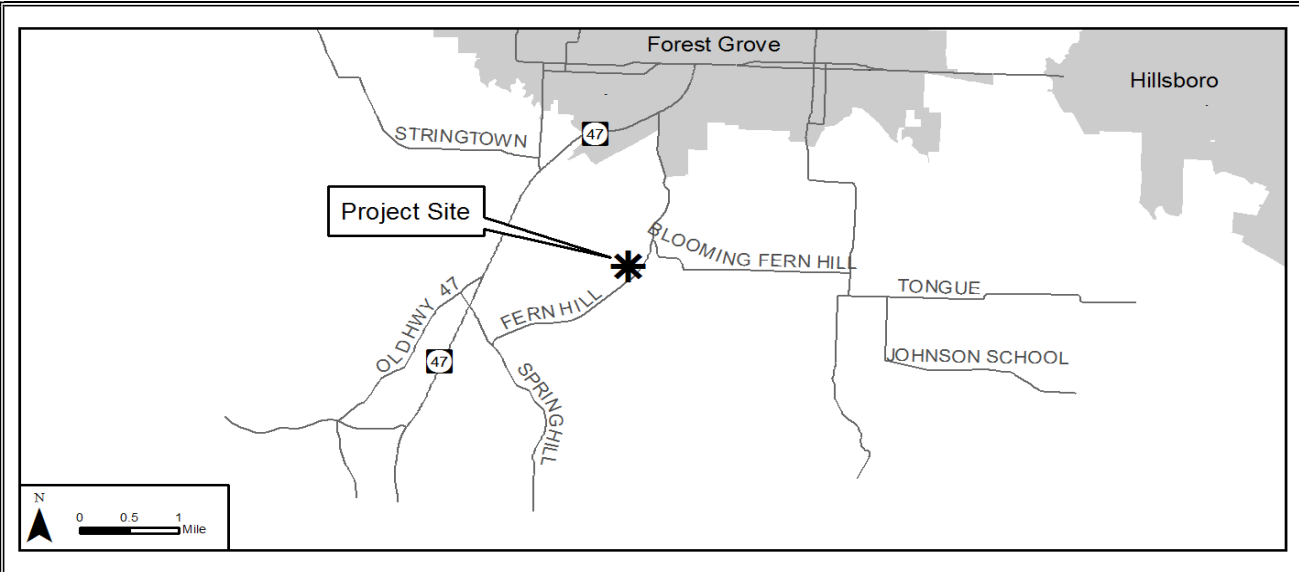 Forest Grove
Hillsboro
STRINGTOWN
47
Project Site
BLOOMING FERN HILL
TONGUE
OLD HWY 47
FERN HILL
47
JOHNSON SCHOOL
SPRINGHILL
N
0 0.5 1
Mile